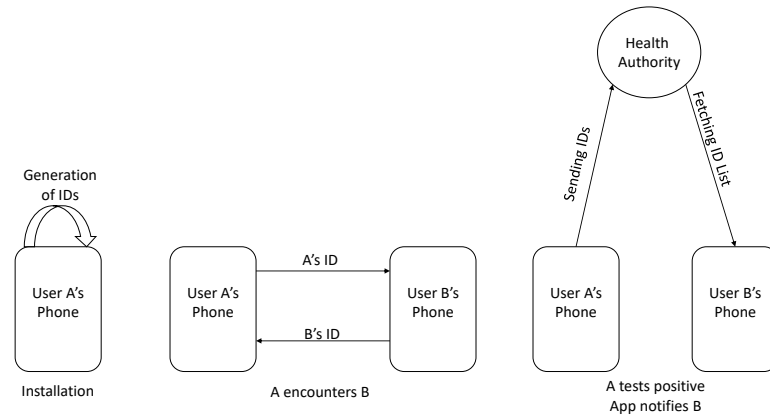 Generation
of IDs
User A's
Phone
Installation
User A's
Phone
A's ID
B's ID
User B's
Phone
A encounters B
Health
Authority
Sending IDs
Fetching ID List
User A's
Phone
User B's
Phone
A tests positive
App notifies B